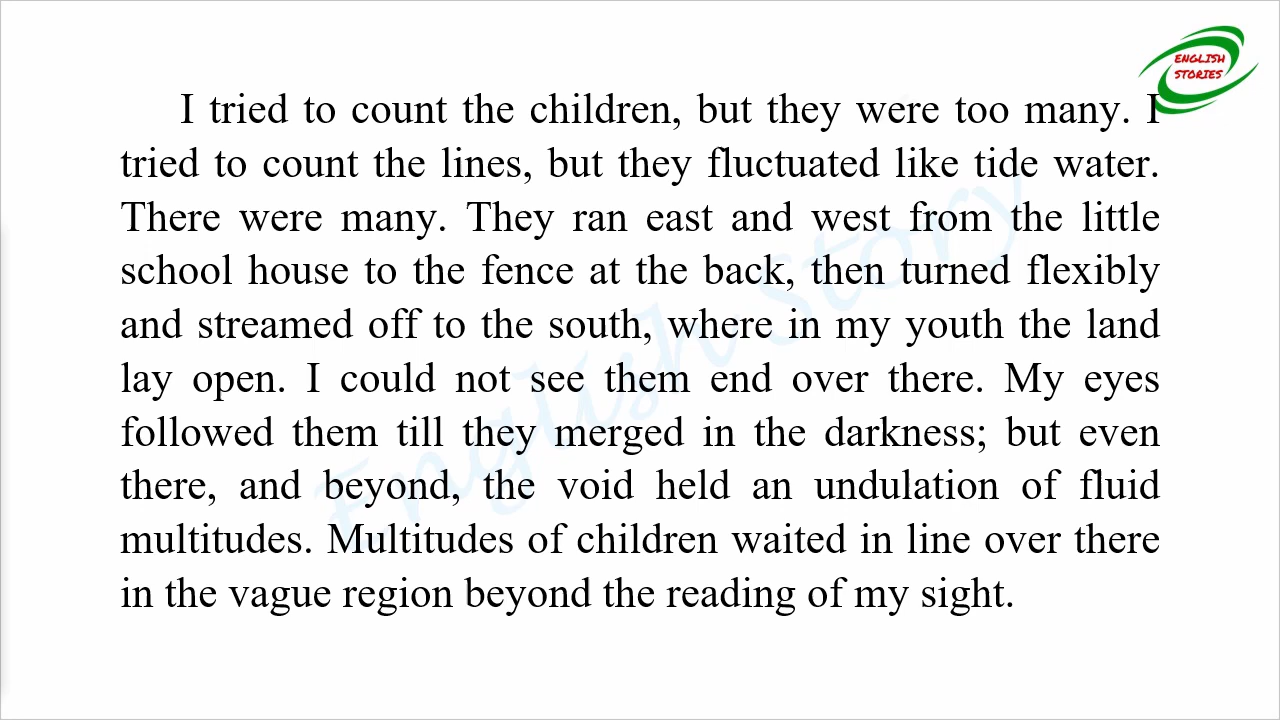 ENGLISH
STORIES
I tried to count the children, but they were too many. I
tried to count the lines, but they fluctuated like tide water.
There were many. They ran east and west from the little
school house to the fence at the back, then turned flexibly
and streamed off to the south, where in my youth the land
lay open. I could not see them end over there. My eyes
followed them till they merged in the darkness; but even
there, and beyond, the void held an undulation of fluid
multitudes. Multitudes of children waited in line over there
in the vague region beyond the reading of my sight.
English Story